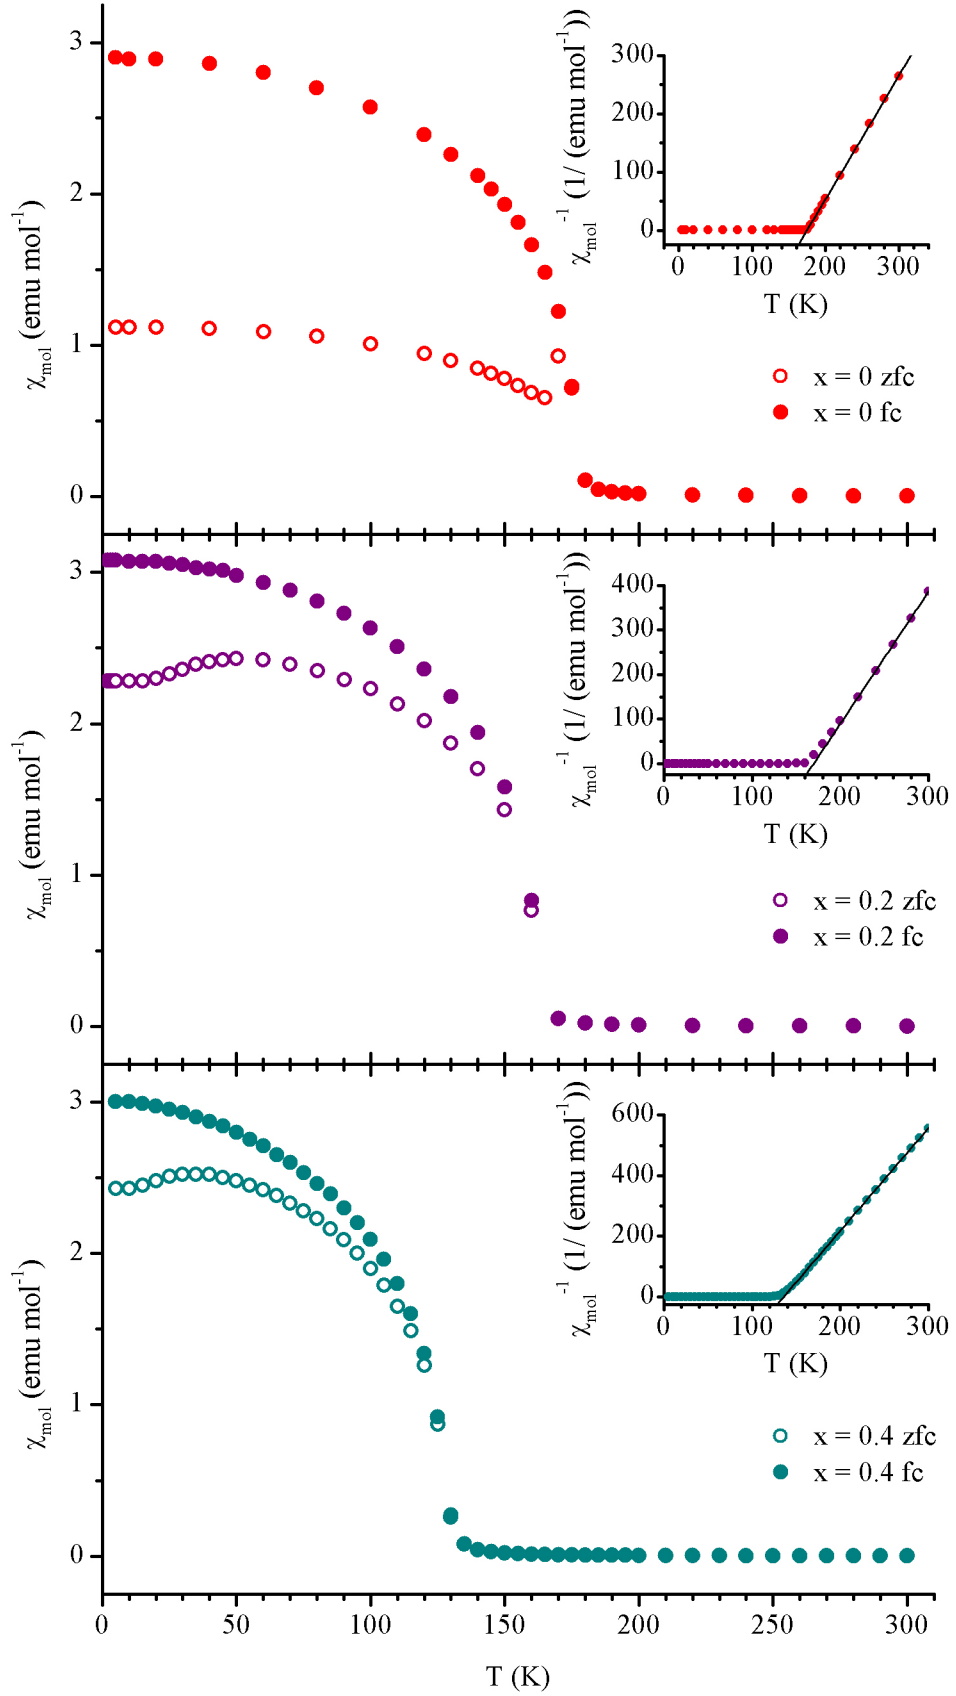 3
2
1
0
χmol (emu mol-1)
300
200
100
0
χmol-1 (1/ (emu mol-1))
0 100 200 300
T (K)
x = 0 zfc
x = 0 fc
3
2
1
0
χmol (emu mol-1)
400
300
200
100
0
χmol-1 (1/ (emu mol-1))
0 100 200 300
T (K)
x = 0.2 zfc
x = 0.2 fc
3
2
1
0
χmol (emu mol-1)
600
400
200
0
χmol-1 (1/ (emu mol-1))
0 100 200 300
T (K)
x = 0.4 zfc
x = 0.4 fc
0 50 100 150 200 250 300
T (K)